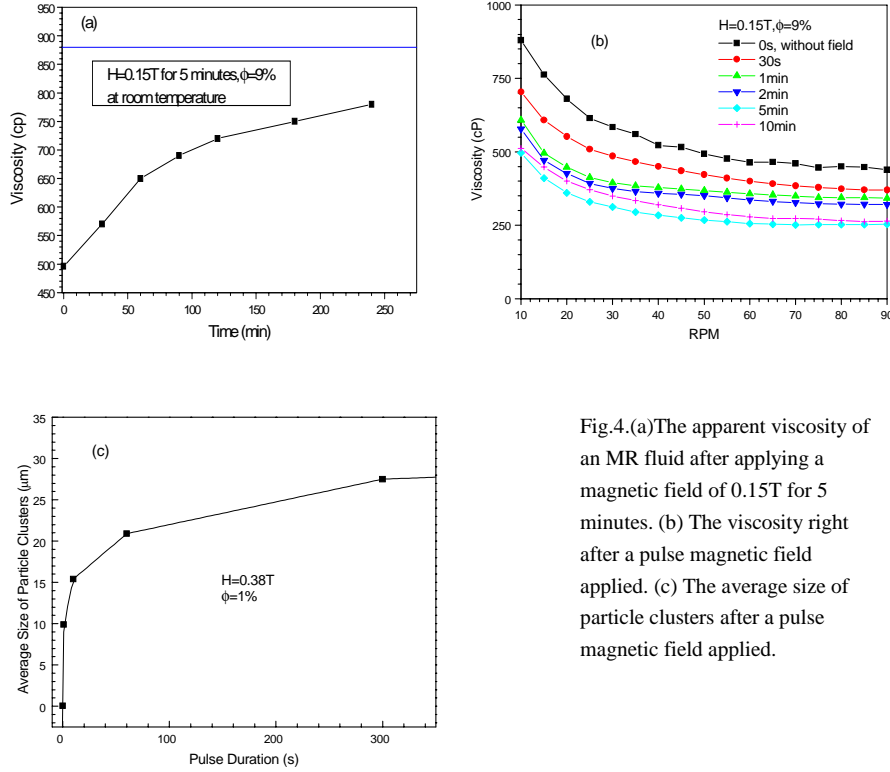 (a)
950
900
850
800
750
700
650
600
550
500
450
Viscosity (cp)
H=0.15T for 5 minutes,ϕ=9%
at room temperature
0 50 100 150 200 250
Time (min)
(b)
H=0.15T,ϕ=9%
0s, without field
30s
1min
2min
5min
10min
1000
750
500
250
0
Viscosity (cP)
10 20 30 40 50 60 70 80 90
RPM
(c)
35
30
25
20
15
10
5
0
Average Size of Particle Clusters (μm)
H=0.38T
ϕ=1%
0 100 200 300
Pulse Duration (s)
Fig.4.(a)The apparent viscosity of
an MR fluid after applying a
magnetic field of 0.15T for 5
minutes. (b) The viscosity right
after a pulse magnetic field
applied. (c) The average size of
particle clusters after a pulse
magnetic field applied.